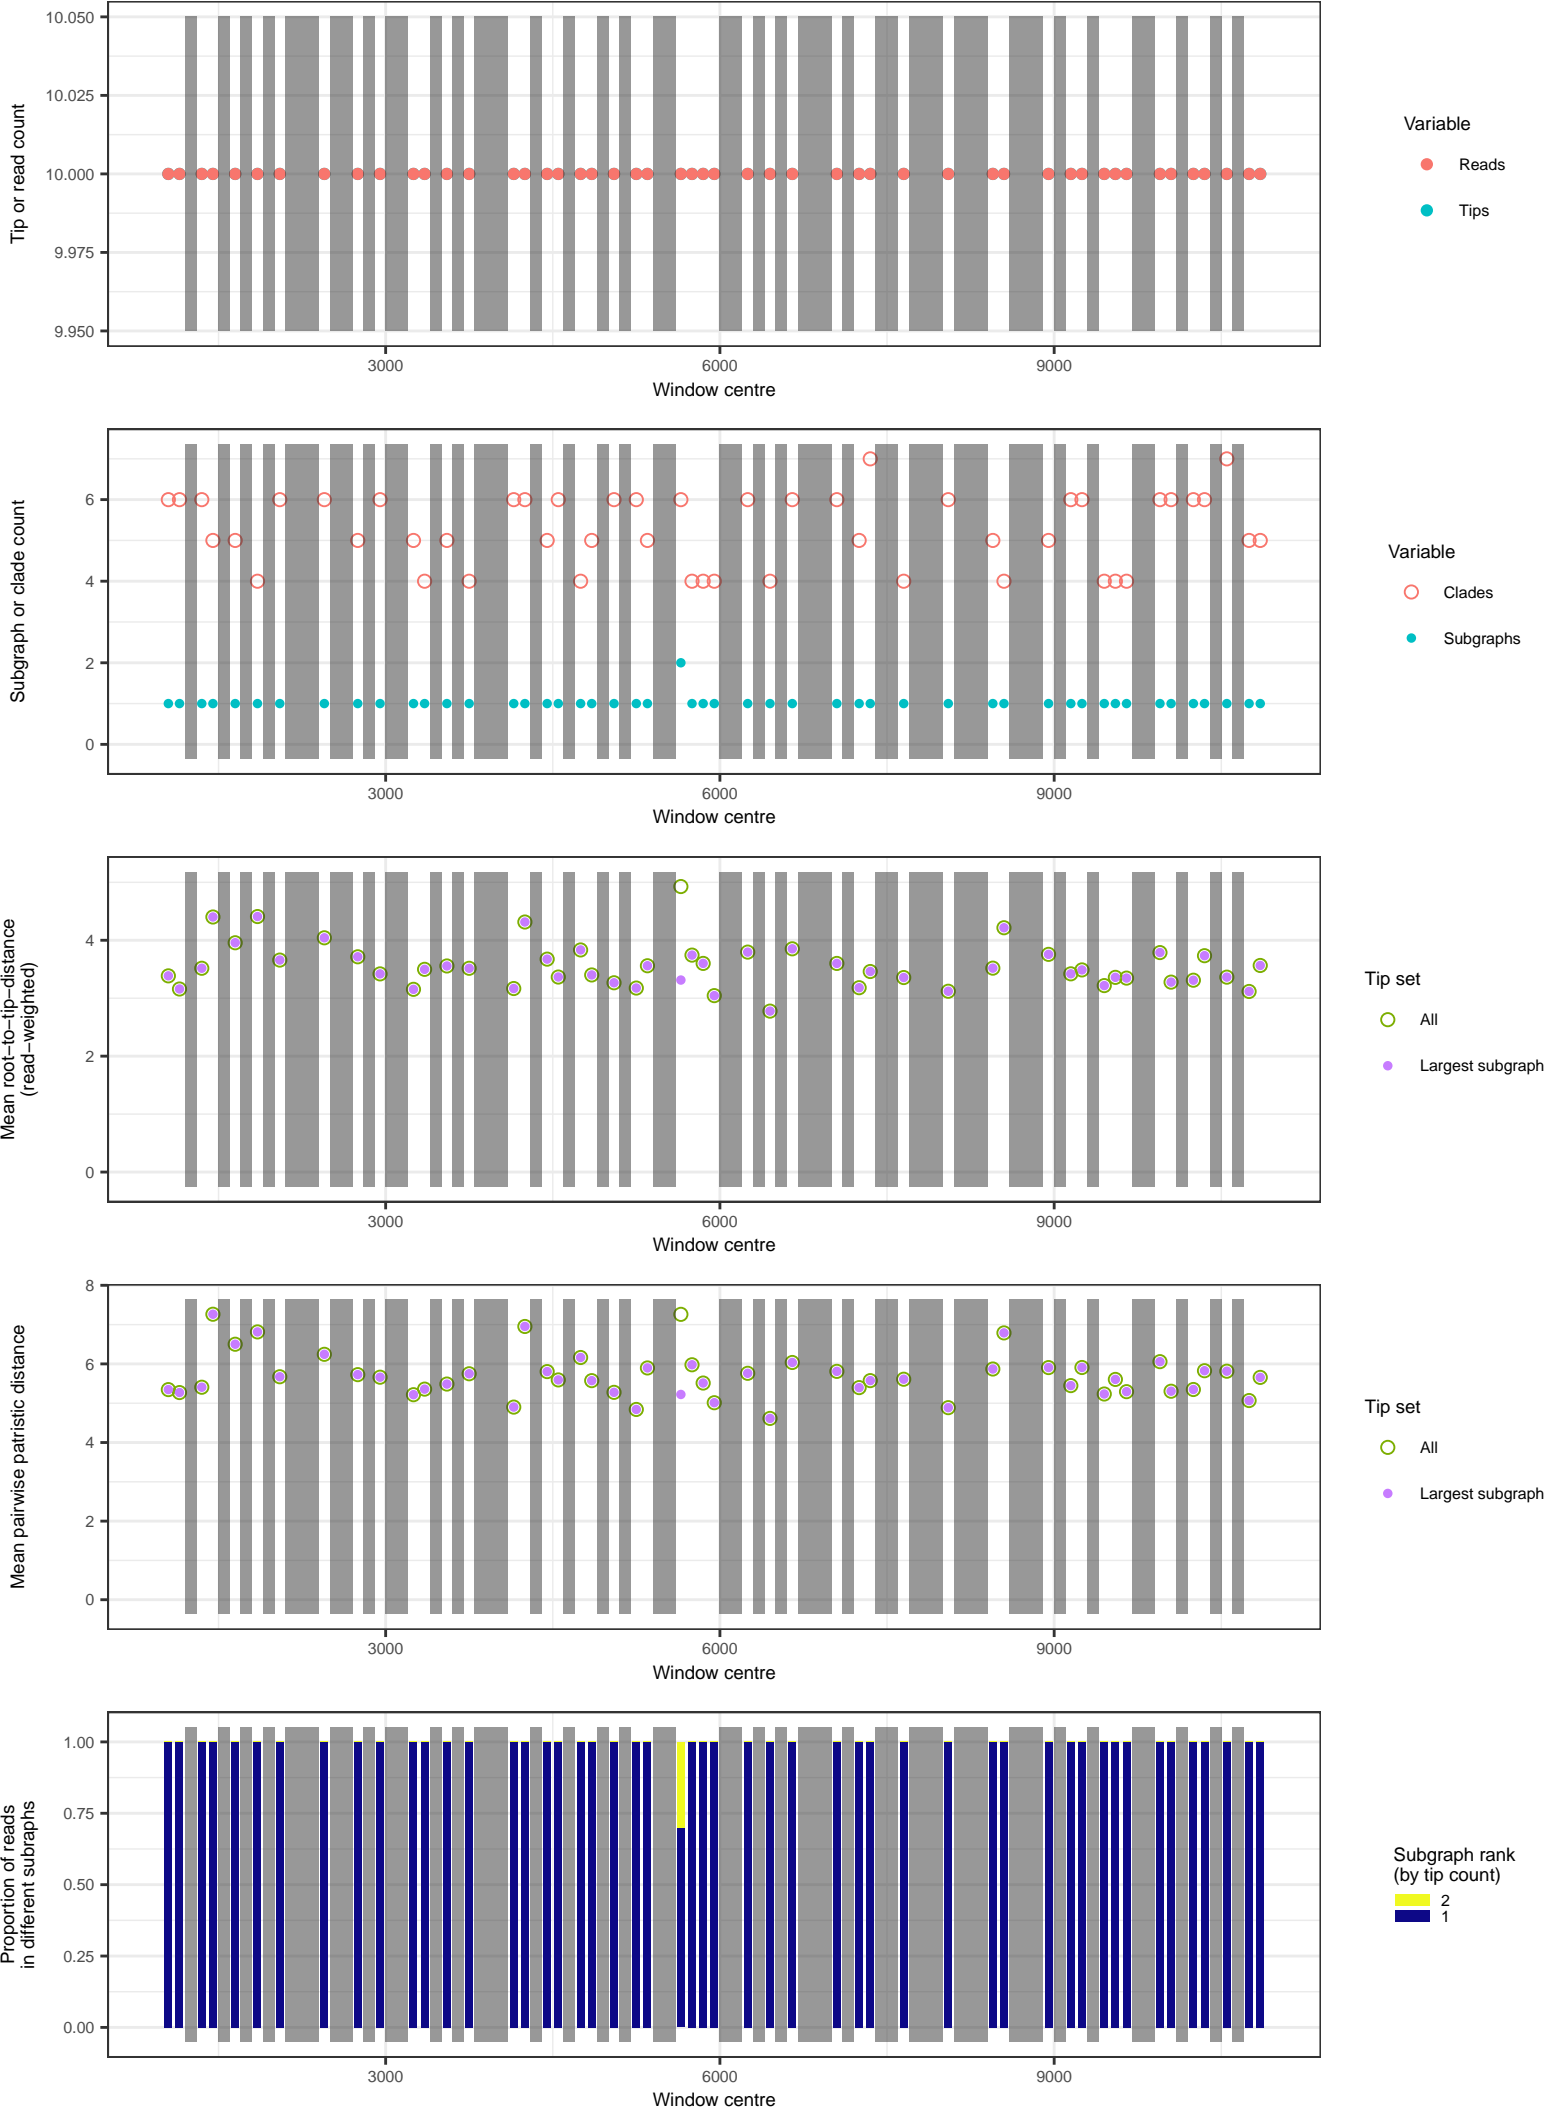 10.050
10.025
10.000
9.975
9.950
Tip or read count
3000
6000
9000
Window centre
Variable
Reads
Tips
6
4
2
0
Subgraph or clade count
3000
6000
9000
Window centre
Variable
Clades
Subgraphs
4
2
0
Mean root−to−tip−distance
(read−weighted)
3000
6000
9000
Window centre
Tip set
All
Largest subgraph
8
6
4
2
0
Mean pairwise patristic distance
3000
6000
9000
Window centre
Tip set
All
Largest subgraph
1.00
0.75
0.50
0.25
0.00
Proportion of reads
in different subraphs
3000
6000
9000
Window centre
Subgraph rank
(by tip count)
2
1